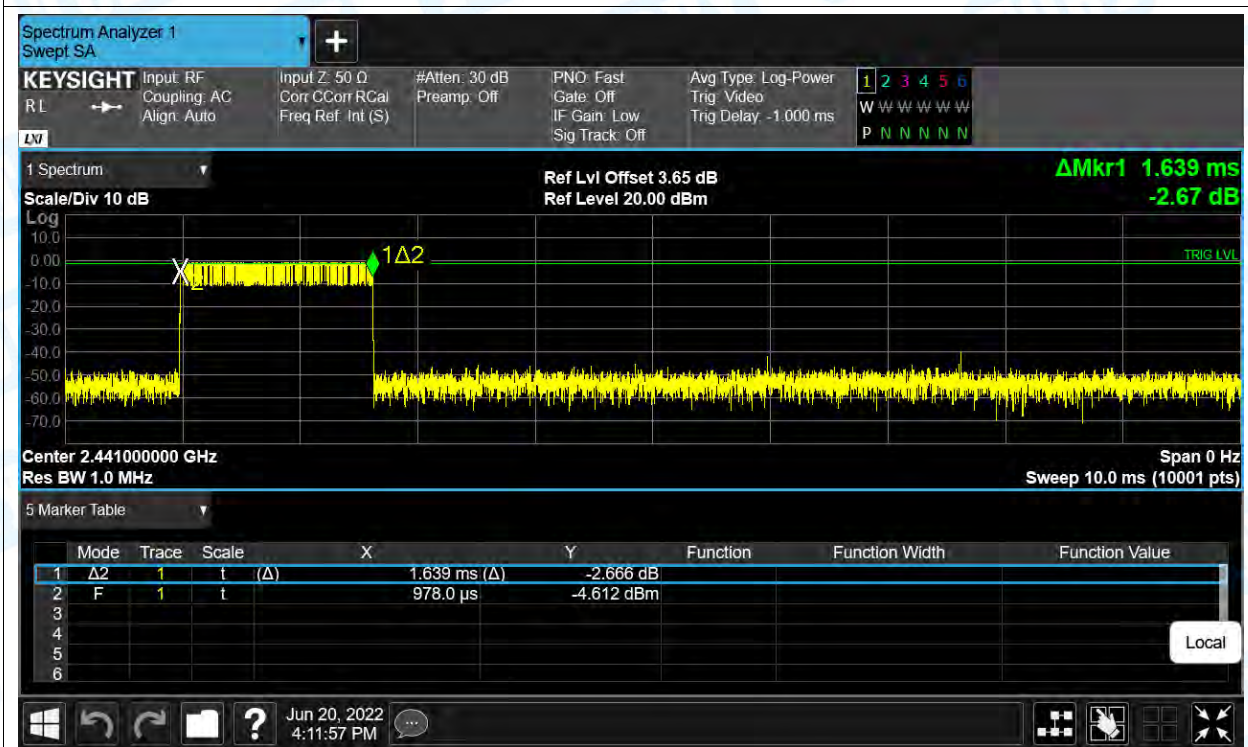 Spectrum Analyzer 1
Swept SA
+
KEYSIGHT
RL
LXI
Input: RF
Coupling: AC
Align: Auto
Input Z: 50 Ω
Corr CCorr RCal
Freq Ref: Int (S)
#Atten: 30 dB
Preamp: Off
PNO: Fast
Gate: Off
IF Gain: Low
Sig Track: Off
Avg Type: Log-Power
Trig: Video
Trig Delay: -1.000 ms
1 2 3 4 5 6
W W W W W W
P N N N N N
1 Spectrum
Scale/Div 10 dB
Ref Lvl Offset 3.65 dB
Ref Level 20.00 dBm
ΔMkr1 1.639 ms
-2.67 dB
Log
10.0
0.00
-10.0
-20.0
-30.0
-40.0
-50.0
-60.0
-70.0
X
2
1Δ2
TRIG LVL
Center 2.441000000 GHz
Res BW 1.0 MHz
Span 0 Hz
Sweep 10.0 ms (10001 pts)
5 Marker Table
Mode Trace Scale X Y Function Function Width Function Value
1 Δ2 1 t (Δ) 1.639 ms (Δ) -2.666 dB
2 F 1 t 978.0 µs -4.612 dBm
3
4
5
6
Local
?
Jun 20, 2022
4:11:57 PM